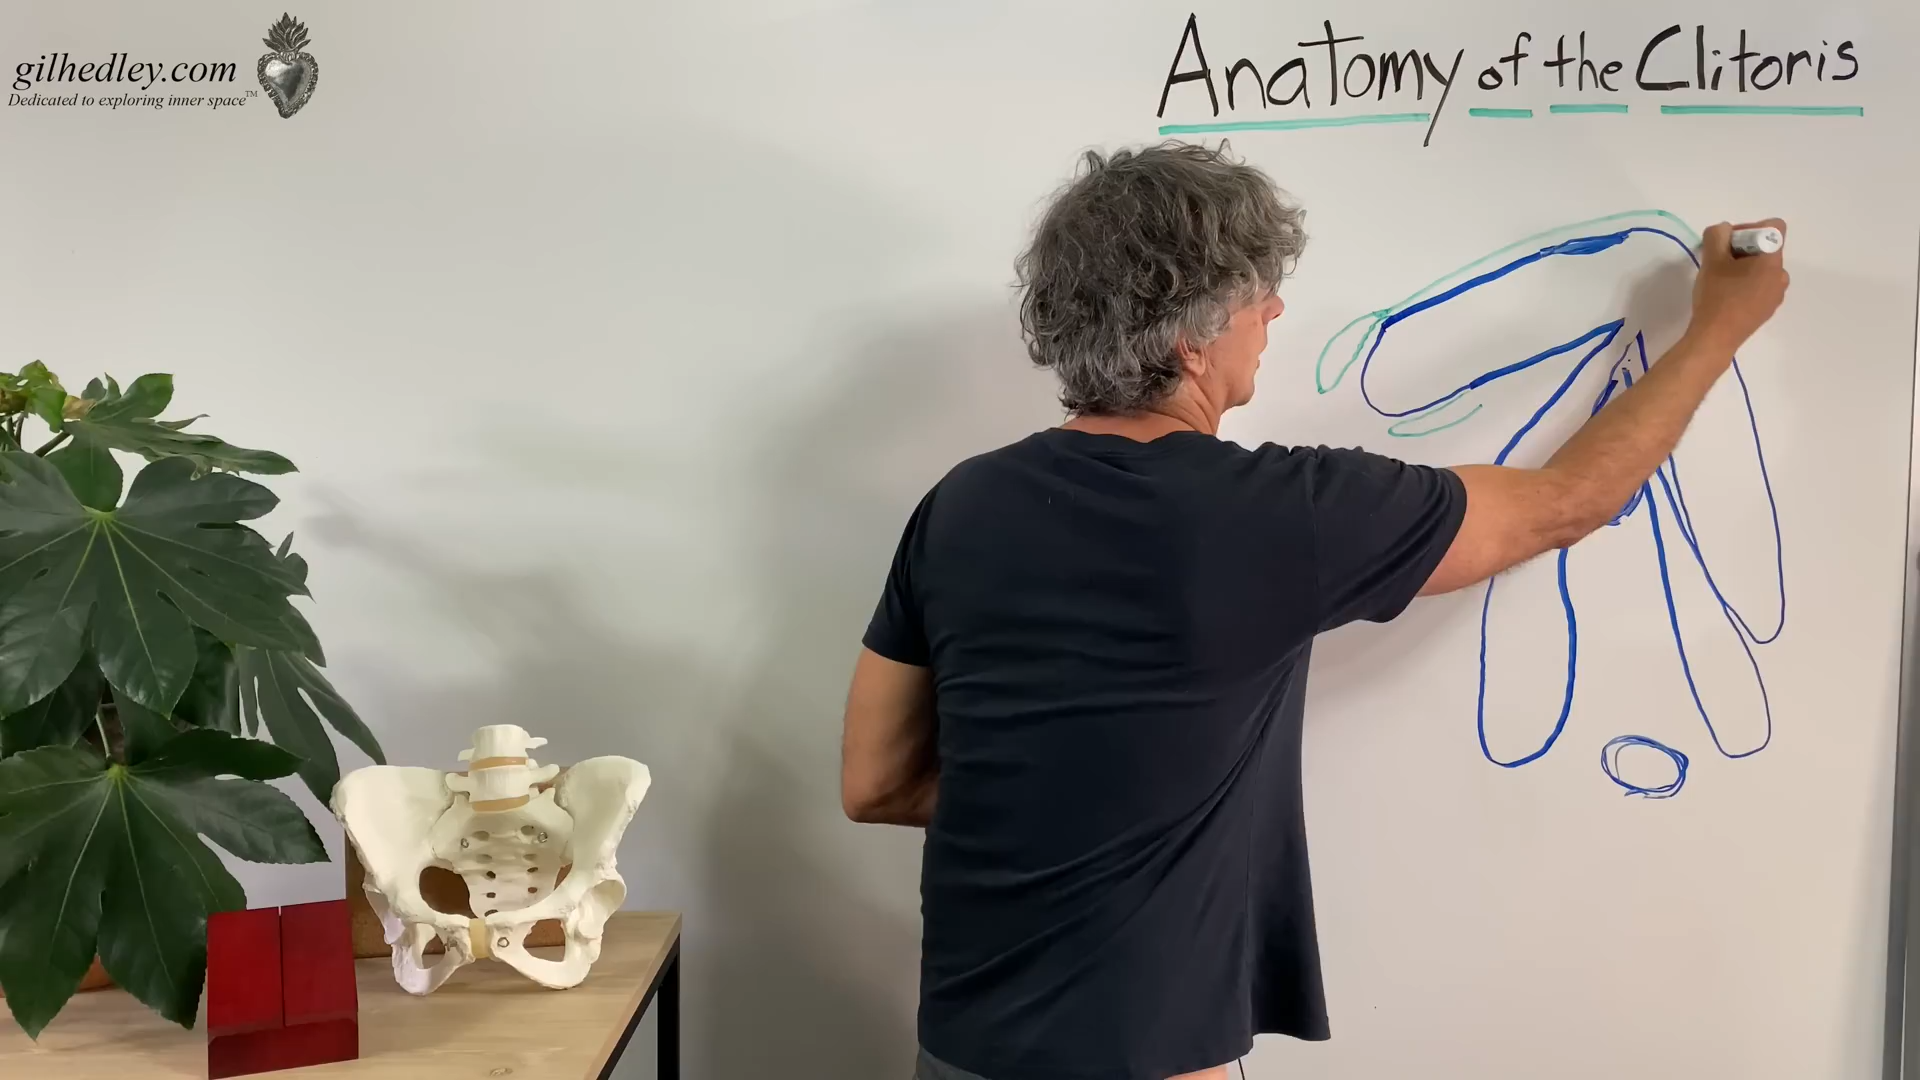 gilhedley.com
Dedicated to exploring inner space™
Anatomy of the Clitoris